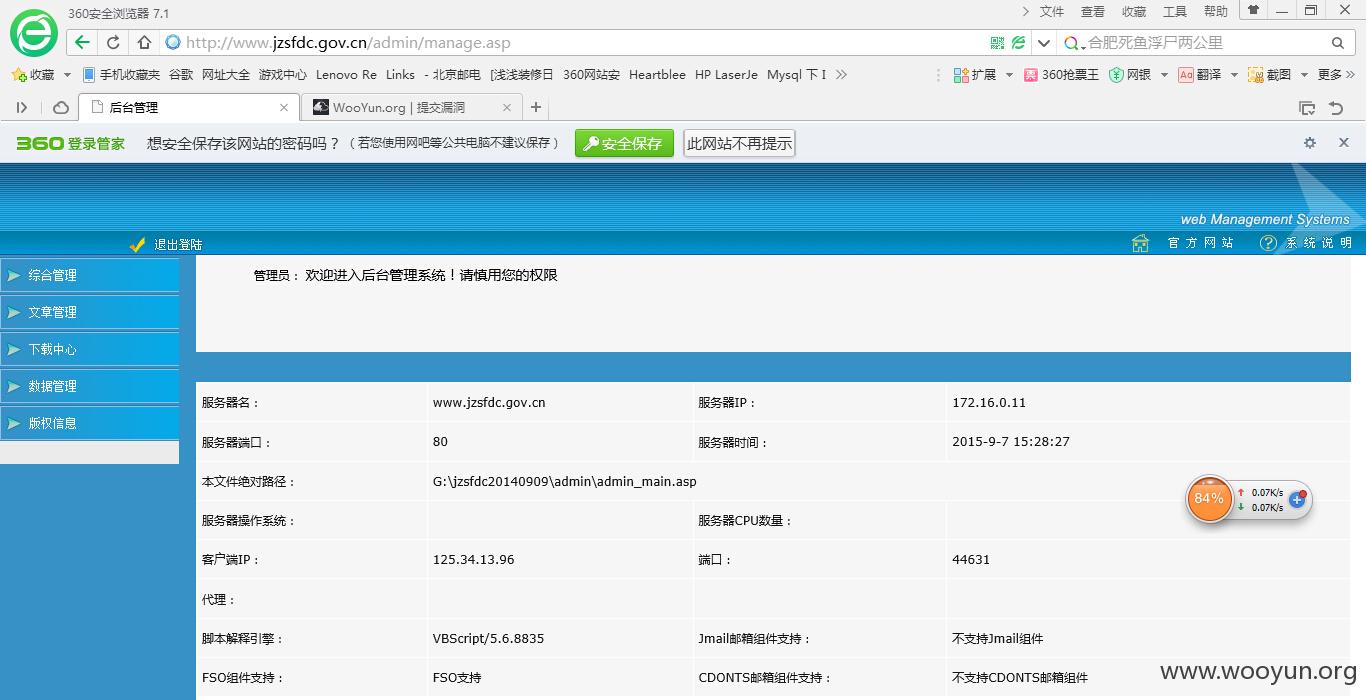 360安全浏览器 7.1
文件 查看 收藏 工具 帮助
http://www.jzsfdc.gov.cn/admin/manage.asp
合肥死鱼浮尸两公里
收藏 手机收藏夹 谷歌 网址大全 游戏中心 Lenovo Re Links - 北京邮电 [浅浅装修日 360网站安 Heartblee HP LaserJe Mysql 下 I 扩展 360抢票王 网银 翻译 截图 更多
后台管理
WooYun.org | 提交漏洞
360 登录管家 想安全保存该网站的密码吗？（若您使用网吧等公共电脑不建议保存） 安全保存 此网站不再提示
web Management Systems
退出登陆 官方网站 系统说明
综合管理
文章管理
下载中心
数据管理
版权信息
管理员： 欢迎进入后台管理系统！请慎用您的权限
服务器名： www.jzsfdc.gov.cn 服务器IP： 172.16.0.11
服务器端口： 80 服务器时间： 2015-9-7 15:28:27
本文件绝对路径： G:\jzsfdc20140909\admin\admin_main.asp
服务器操作系统： 服务器CPU数量：
客户端IP： 125.34.13.96 端口： 44631
代理：
脚本解释引擎： VBScript/5.6.8835 Jmail邮箱组件支持： 不支持Jmail组件
FSO组件支持： FSO支持 CDONTS邮箱组件支持： 不支持CDONTS邮箱组件
84%
0.07K/s
0.07K/s
www.wooyun.org